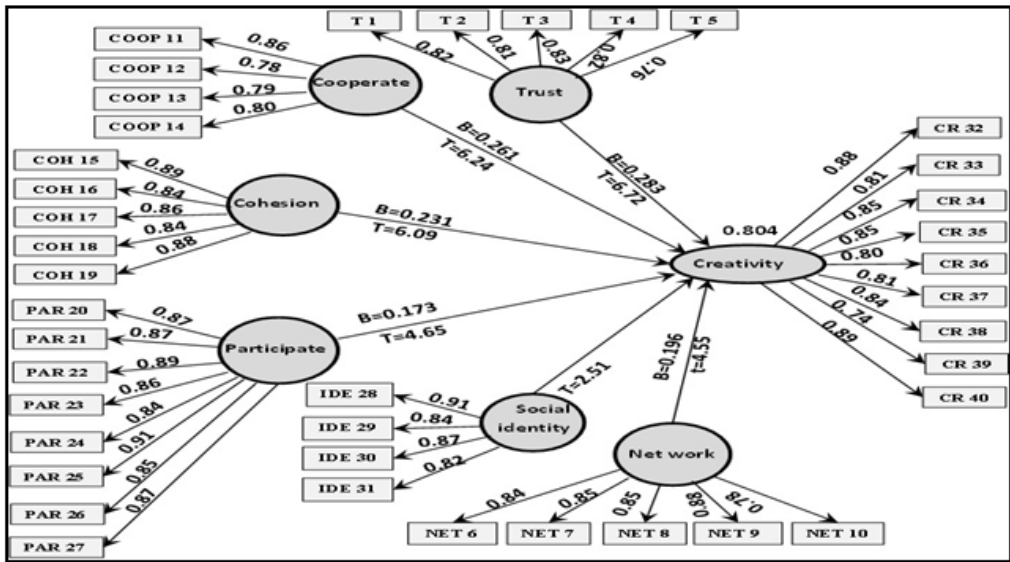 T 1
T 2
T 3
T 4
T 5
0.82
0.81
0.83
0.82
0.76
Trust
COOP 11
COOP 12
COOP 13
COOP 14
0.86
0.78
0.79
0.80
Cooperate
B=0.261
T=6.24
B=0.283
T=6.72
COH 15
COH 16
COH 17
COH 18
COH 19
0.89
0.84
0.86
0.84
0.88
Cohesion
B=0.231
T=6.09
0.804
Creativity
CR 32
CR 33
CR 34
CR 35
CR 36
CR 37
CR 38
CR 39
CR 40
0.88
0.81
0.85
0.85
0.80
0.81
0.84
0.74
0.89
PAR 20
PAR 21
PAR 22
PAR 23
PAR 24
PAR 25
PAR 26
PAR 27
0.87
0.87
0.89
0.86
0.84
0.91
0.85
0.87
Participate
B=0.173
T=4.65
IDE 28
IDE 29
IDE 30
IDE 31
0.91
0.84
0.87
0.82
Social
identity
T=2.51
B=0.196
t=4.55
Net work
0.84
0.85
0.85
0.88
0.78
NET 6
NET 7
NET 8
NET 9
NET 10